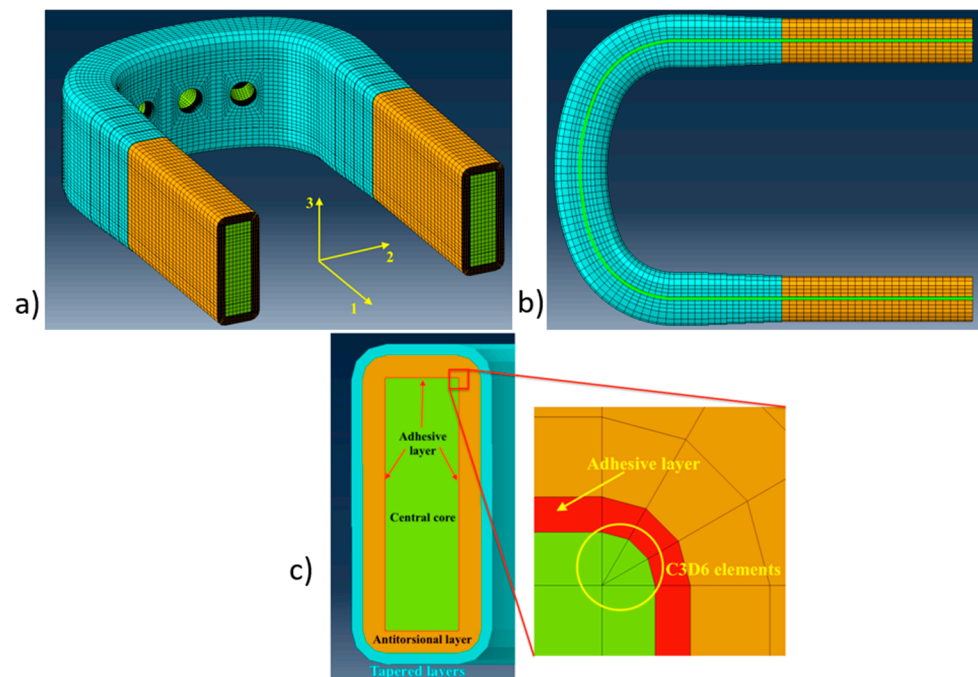 3
2
1
a)
b)
Adhesive
layer
Central core
Antitorsional layer
Tapered layers
c)
Adhesive layer
C3D6 elements